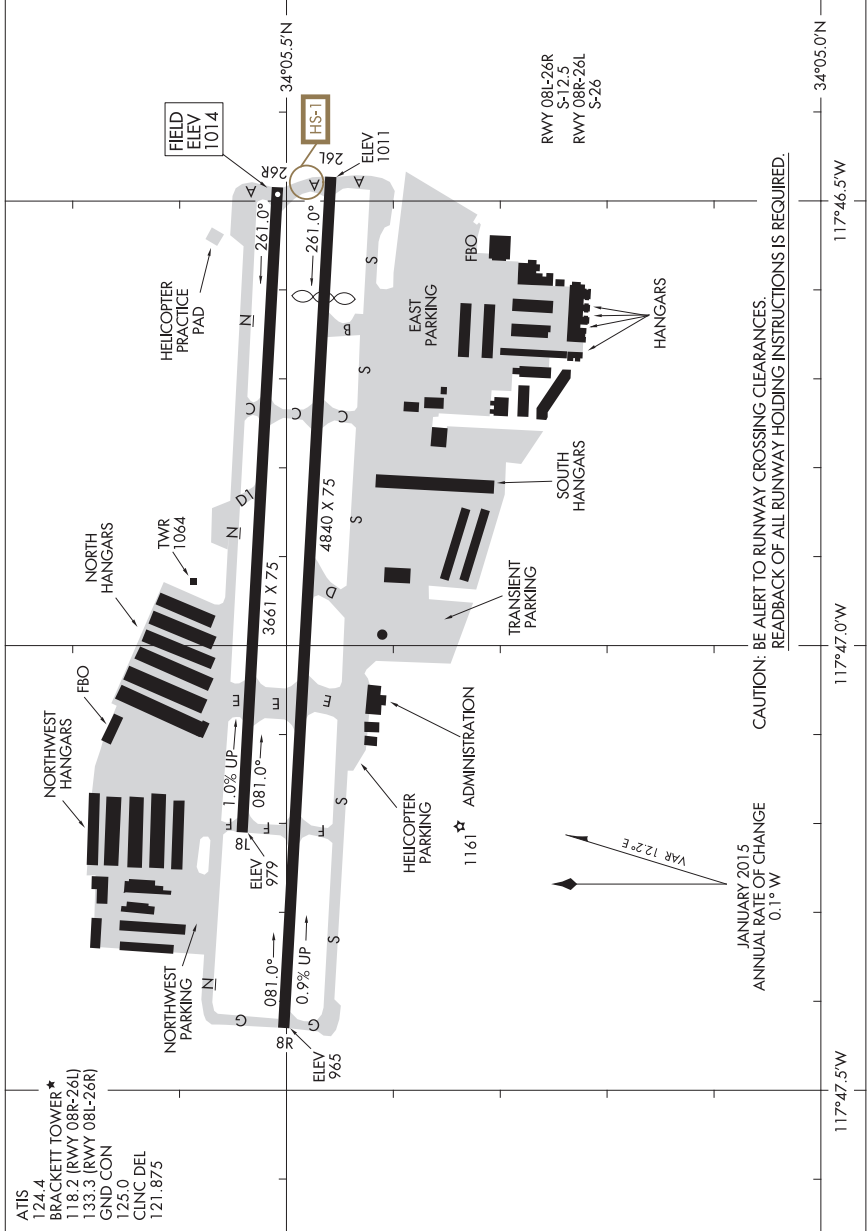 ATIS
124.4
BRACKETT TOWER★
118.2 (RWY 08R-26L)
133.3 (RWY 08L-26R)
GND CON
125.0
CLNC DEL
121.875
NORTHWEST
HANGARS
FBO
NORTH
HANGARS
TWR
1064
HELICOPTER
PRACTICE
PAD
FIELD
ELEV
1014
34°05.5'N
HS-1
26R
26L
ELEV
1011
A
A
A
261.0°
261.0°
N
N
N
C
C
C
D1
D
B
S
S
S
S
S
E
E
E
F
F
F
G
G
3661 X 75
4840 X 75
1.0% UP
081.0°
18L
ELEV
979
081.0°
0.9% UP
8R
ELEV
965
NORTHWEST
PARKING
HELICOPTER
PARKING
1161
ADMINISTRATION
TRANSIENT
PARKING
SOUTH
HANGARS
EAST
PARKING
FBO
HANGARS
RWY 08L-26R
S-12.5
RWY 08R-26L
S-26
VAR 12.2° E
JANUARY 2015
ANNUAL RATE OF CHANGE
0.1° W
CAUTION: BE ALERT TO RUNWAY CROSSING CLEARANCES.
READBACK OF ALL RUNWAY HOLDING INSTRUCTIONS IS REQUIRED.
34°05.0'N
117°47.5'W
117°47.0'W
117°46.5'W